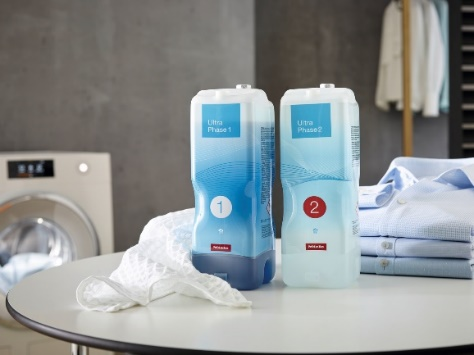 Ultra
Phase 1
1
Miele
Ultra
Phase 2
2
Miele